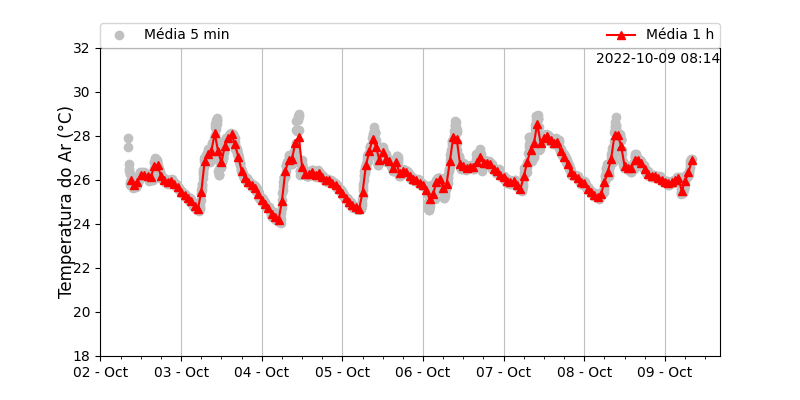 Média 5 min
Média 1 h
2022-10-09 08:14
Temperatura do Ar (°C)
32
30
28
26
24
22
20
18
02 - Oct
03 - Oct
04 - Oct
05 - Oct
06 - Oct
07 - Oct
08 - Oct
09 - Oct